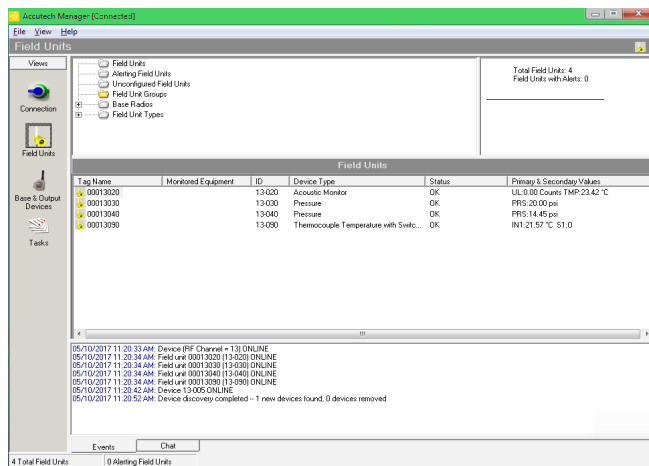 Accutech Manager [Connected]
File View Help
Field Units
Views
Connection
Field Units
Base & Output
Devices
Tasks
Field Units
Alerting Field Units
Unconfigured Field Units
Field Unit Groups
Base Radios
Field Unit Types
Total Field Units: 4
Field Units with Alerts: 0
Field Units
Tag Name Monitored Equipment ID Device Type Status Primary & Secondary Values
00013020 13-020 Acoustic Monitor OK UL:0.00 Counts TMP:23.42 °C
00013030 13-030 Pressure OK PRS:20.00 psi
00013040 13-040 Pressure OK PRS:14.45 psi
00013090 13-090 Thermocouple Temperature with Switc... OK IN1:21.57 °C S1:0
05/10/2017 11:20:33 AM: Device (RF Channel = 13) ONLINE
05/10/2017 11:20:34 AM: Field unit 00013020 (13-020) ONLINE
05/10/2017 11:20:34 AM: Field unit 00013030 (13-030) ONLINE
05/10/2017 11:20:34 AM: Field unit 00013040 (13-040) ONLINE
05/10/2017 11:20:34 AM: Field unit 00013090 (13-090) ONLINE
05/10/2017 11:20:42 AM: Device 13-005 ONLINE
05/10/2017 11:20:52 AM: Device discovery completed -- 1 new devices found, 0 devices removed
Events Chat
4 Total Field Units 0 Alerting Field Units